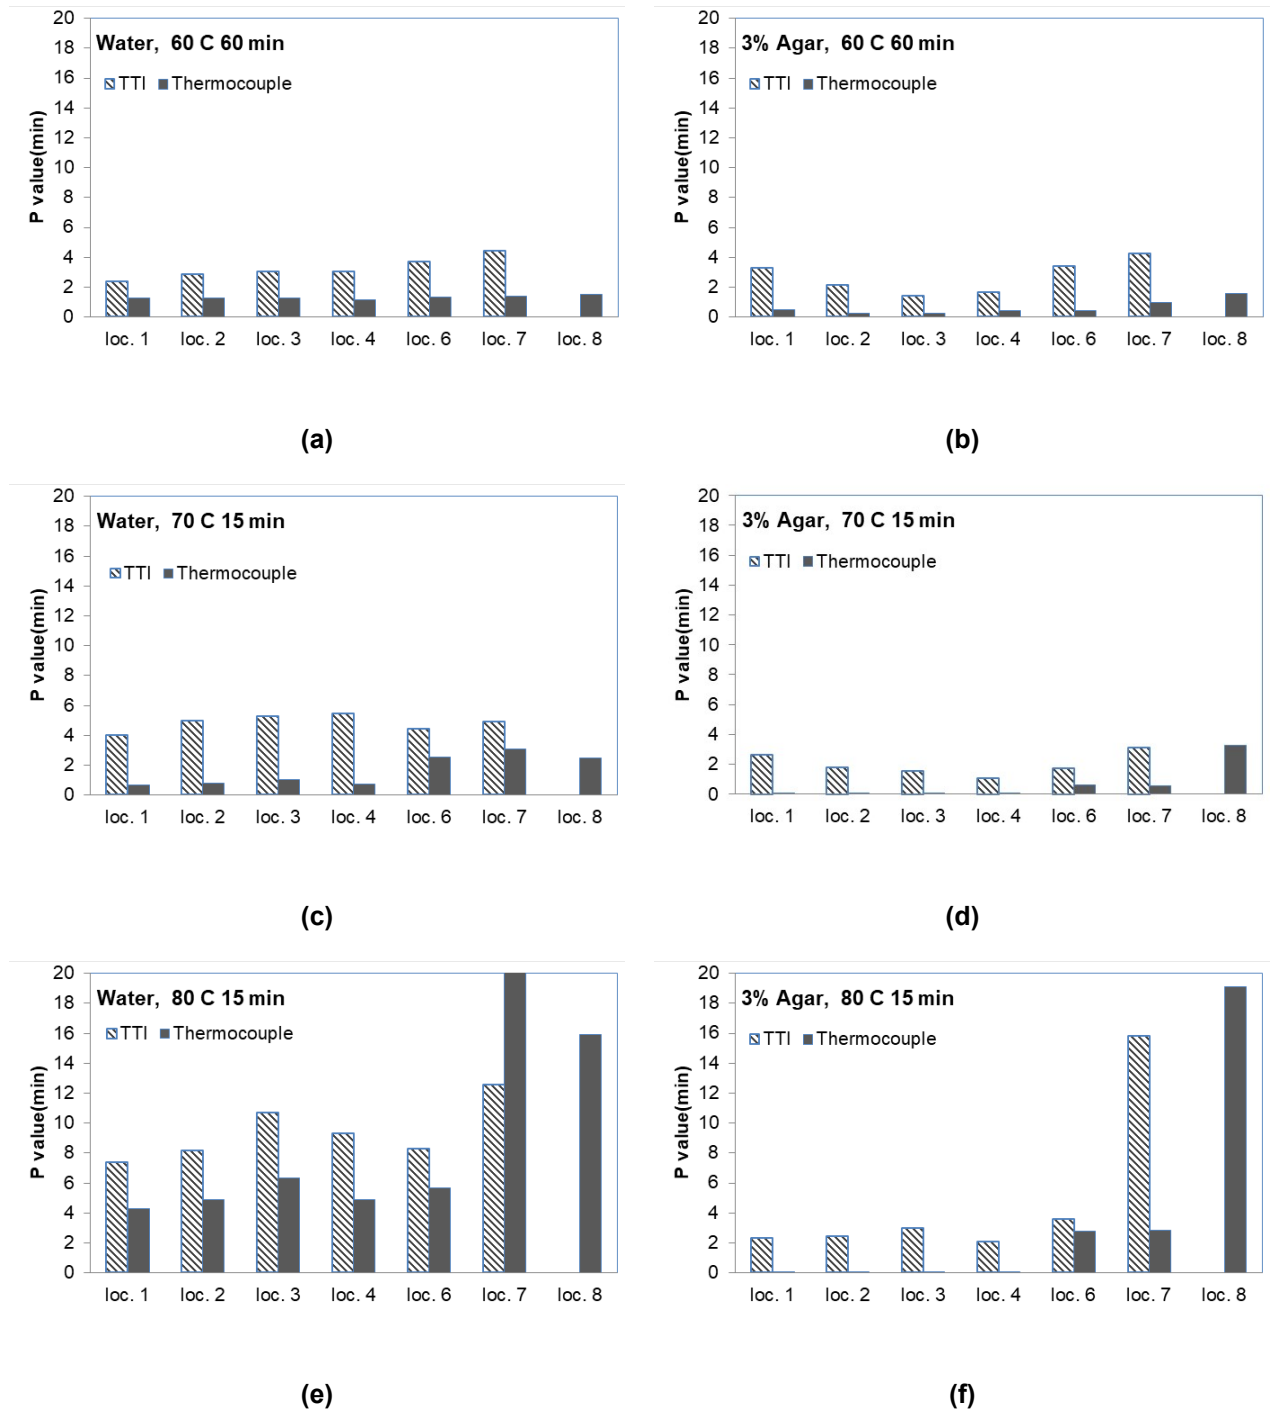 Water, 60 C 60 min
TTI Thermocouple
P value(min)
20
18
16
14
12
10
8
6
4
2
0
loc. 1 loc. 2 loc. 3 loc. 4 loc. 6 loc. 7 loc. 8
(a)
3% Agar, 60 C 60 min
TTI Thermocouple
P value(min)
20
18
16
14
12
10
8
6
4
2
0
loc. 1 loc. 2 loc. 3 loc. 4 loc. 6 loc. 7 loc. 8
(b)
Water, 70 C 15 min
TTI Thermocouple
P value(min)
20
18
16
14
12
10
8
6
4
2
0
loc. 1 loc. 2 loc. 3 loc. 4 loc. 6 loc. 7 loc. 8
(c)
3% Agar, 70 C 15 min
TTI Thermocouple
P value(min)
20
18
16
14
12
10
8
6
4
2
0
loc. 1 loc. 2 loc. 3 loc. 4 loc. 6 loc. 7 loc. 8
(d)
Water, 80 C 15 min
TTI Thermocouple
P value(min)
20
18
16
14
12
10
8
6
4
2
0
loc. 1 loc. 2 loc. 3 loc. 4 loc. 6 loc. 7 loc. 8
(e)
3% Agar, 80 C 15 min
TTI Thermocouple
P value(min)
20
18
16
14
12
10
8
6
4
2
0
loc. 1 loc. 2 loc. 3 loc. 4 loc. 6 loc. 7 loc. 8
(f)